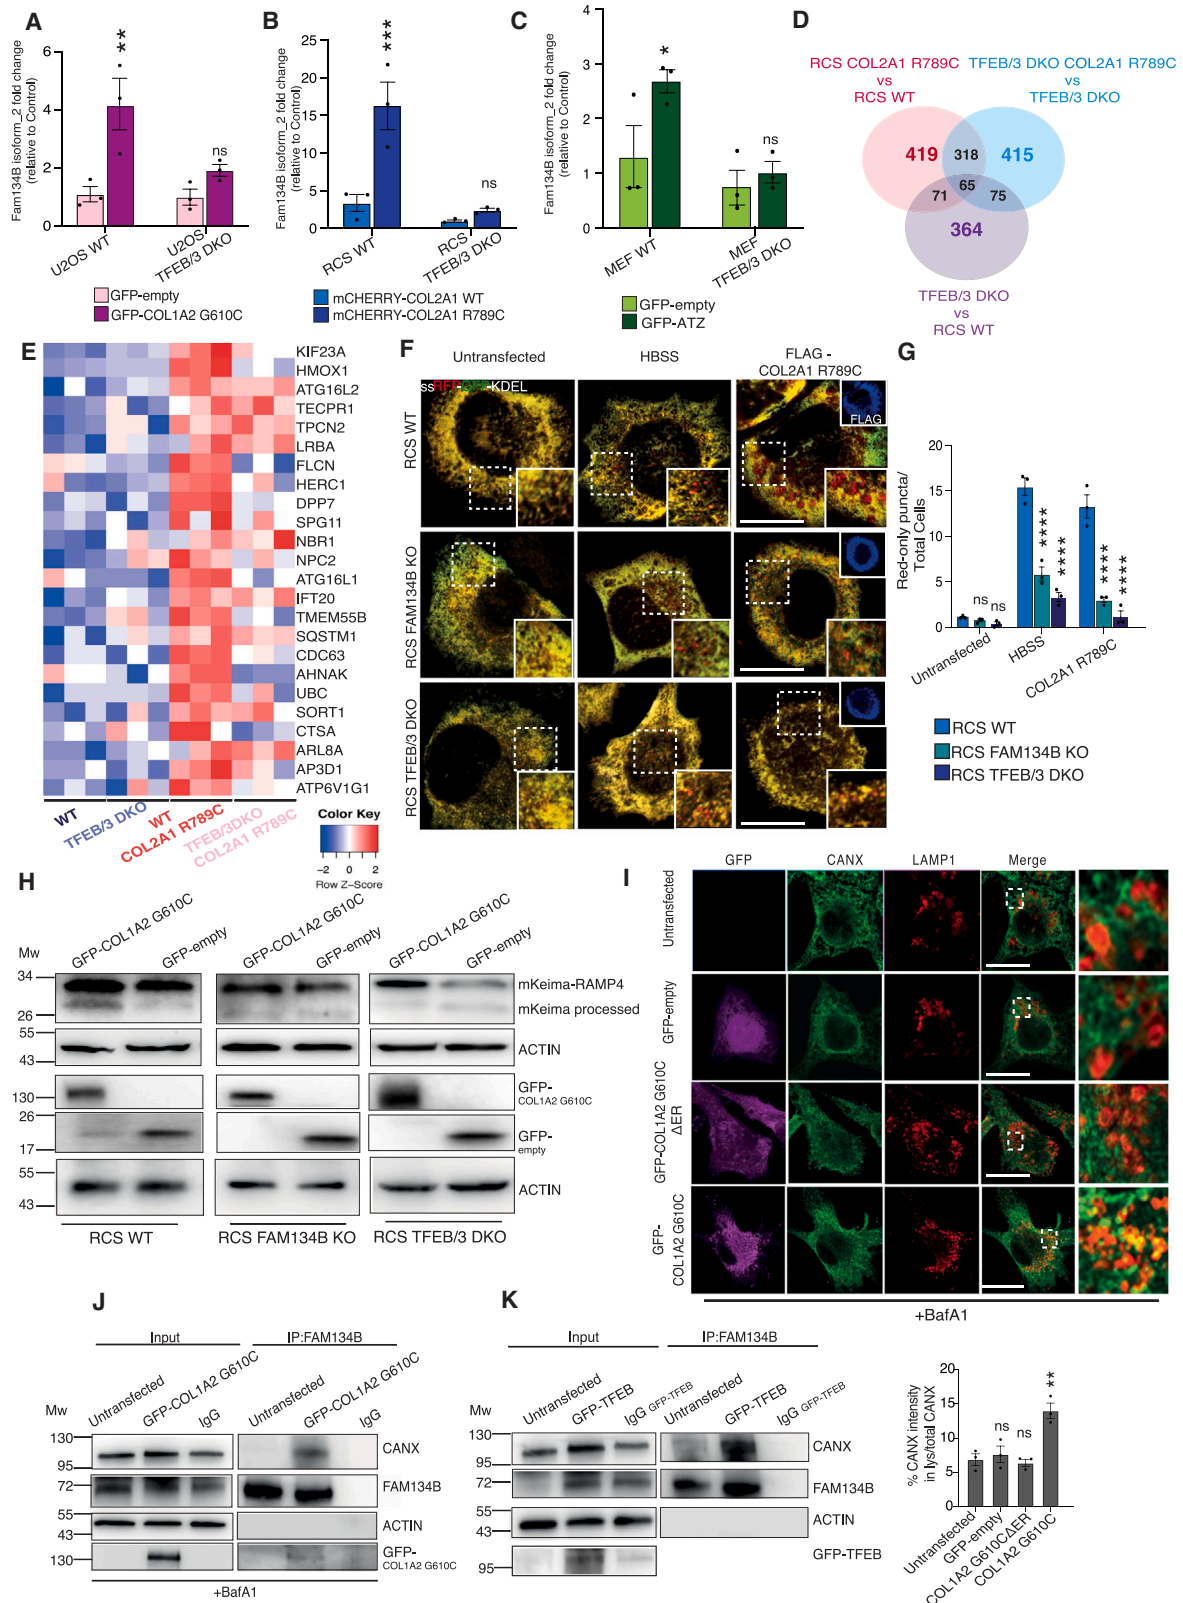 A
Fam134B isoform_2 fold change
(relative to Control)
6
4
2
0
**
ns
U2OS WT
U2OS
TFEB/3 DKO
GFP-empty
GFP-COL1A2 G610C
B
Fam134B isoform_2 fold change
(relative to Control)
25
20
15
10
5
0
***
ns
RCS WT
RCS
TFEB/3 DKO
mCHERRY-COL2A1 WT
mCHERRY-COL2A1 R789C
C
Fam134B isoform_2 fold change
(relative to Control)
4
3
2
1
0
*
ns
MEF WT
MEF
TFEB/3 DKO
GFP-empty
GFP-ATZ
D
RCS COL2A1 R789C
vs
RCS WT
TFEB/3 DKO COL2A1 R789C
vs
TFEB/3 DKO
419
318
415
71
65
75
364
TFEB/3 DKO
vs
RCS WT
E
KIF23A
HMOX1
ATG16L2
TECPR1
TPCN2
LRBA
FLCN
HERC1
DPP7
SPG11
NBR1
NPC2
ATG16L1
IFT20
TMEM55B
SQSTM1
CDC63
AHNAK
UBC
SORT1
CTSA
ARL8A
AP3D1
ATP6V1G1
WT
TFEB/3 DKO
WT
COL2A1 R789C
TFEB/3DKO
COL2A1 R789C
Color Key
−2 0 2
Row Z−Score
F
Untransfected
HBSS
FLAG -
COL2A1 R789C
ssRFP-GFP-KDEL
FLAG
RCS WT
RCS FAM134B KO
RCS TFEB/3 DKO
G
Red-only puncta/
Total Cells
20
15
10
5
0
ns
ns
****
****
****
****
Untransfected
HBSS
COL2A1 R789C
RCS WT
RCS FAM134B KO
RCS TFEB/3 DKO
H
GFP-COL1A2 G610C
GFP-empty
GFP-COL1A2 G610C
GFP-empty
GFP-COL1A2 G610C
GFP-empty
Mw
34
26
mKeima-RAMP4
mKeima processed
55
43
ACTIN
130
GFP-
COL1A2 G610C
26
17
GFP-
empty
55
43
ACTIN
RCS WT
RCS FAM134B KO
RCS TFEB/3 DKO
I
GFP
CANX
LAMP1
Merge
Untransfected
GFP-empty
GFP-COL1A2 G610C
ΔER
GFP-
COL1A2 G610C
+BafA1
% CANX intensity
in lys/total CANX
20
15
10
5
0
ns
ns
**
Untransfected
GFP-empty
COL1A2 G610CΔER
COL1A2 G610C
J
Input
IP:FAM134B
Untransfected
GFP-COL1A2 G610C
IgG
Untransfected
GFP-COL1A2 G610C
IgG
Mw
130
95
CANX
72
55
FAM134B
55
43
ACTIN
130
GFP-
COL1A2 G610C
+BafA1
K
Input
IP:FAM134B
Untransfected
GFP-TFEB
IgG GFP-TFEB
Untransfected
GFP-TFEB
IgG GFP-TFEB
Mw
130
95
CANX
72
FAM134B
55
43
ACTIN
95
GFP-TFEB